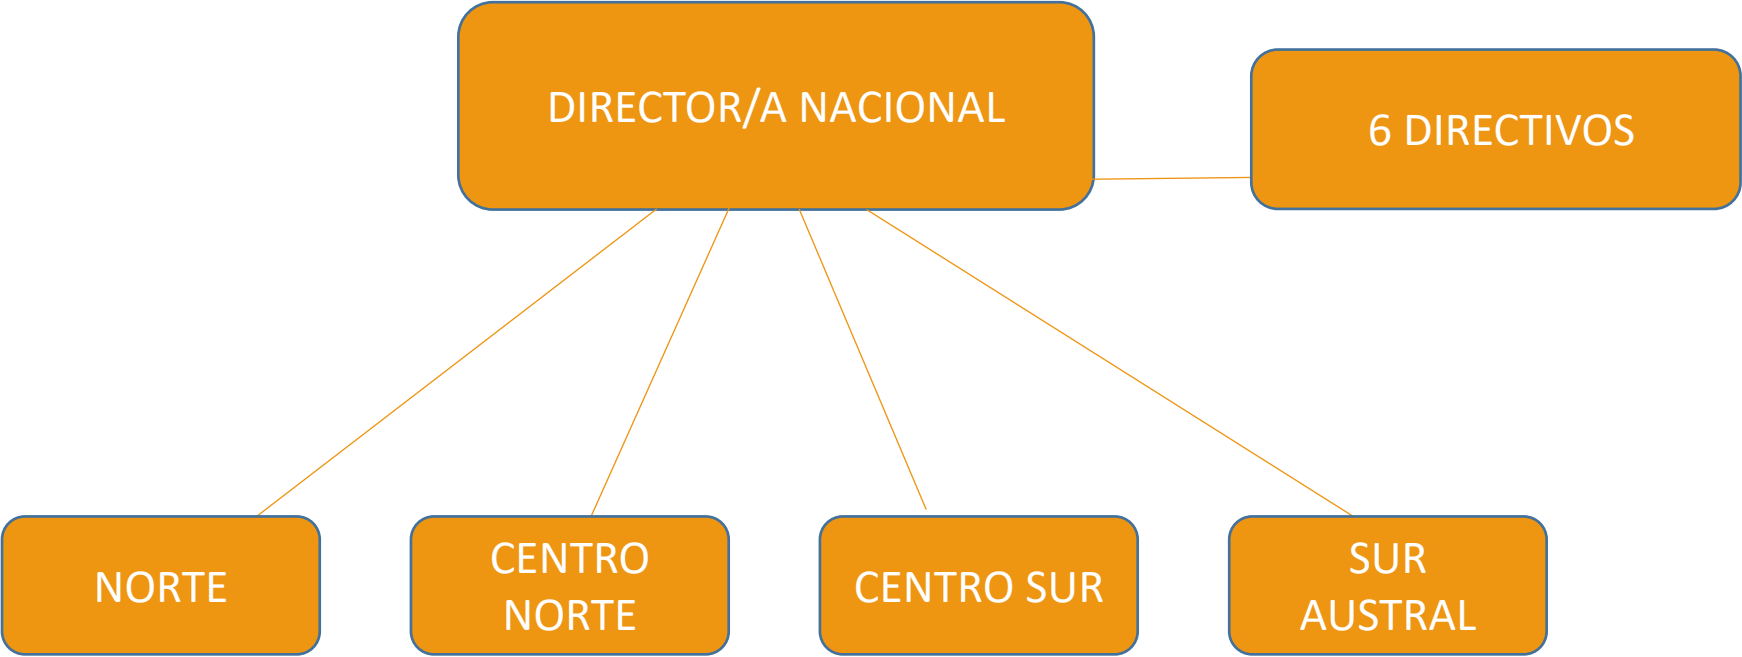 DIRECTOR/A NACIONAL
6 DIRECTIVOS
NORTE
CENTRO
NORTE
CENTRO SUR
SUR
AUSTRAL